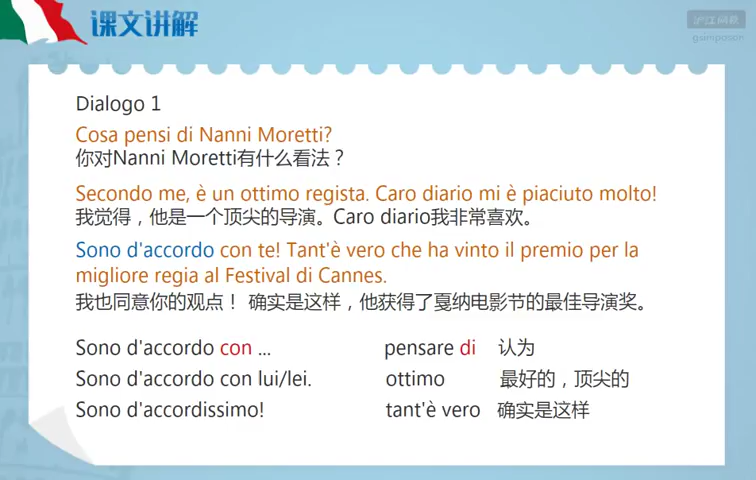 课文讲解
沪江网校
Dialogo 1
Cosa pensi di Nanni Moretti?
你对Nanni Moretti有什么看法？
Secondo me, è un ottimo regista. Caro diario mi è piaciuto molto!
我觉得，他是一个顶尖的导演。Caro diario我非常喜欢。
Sono d'accordo con te! Tant'è vero che ha vinto il premio per la
migliore regia al Festival di Cannes.
我也同意你的观点！ 确实是这样，他获得了戛纳电影节的最佳导演奖。
Sono d'accordo con ... pensare di 认为
Sono d'accordo con lui/lei. ottimo 最好的，顶尖的
Sono d'accordissimo! tant'è vero 确实是这样